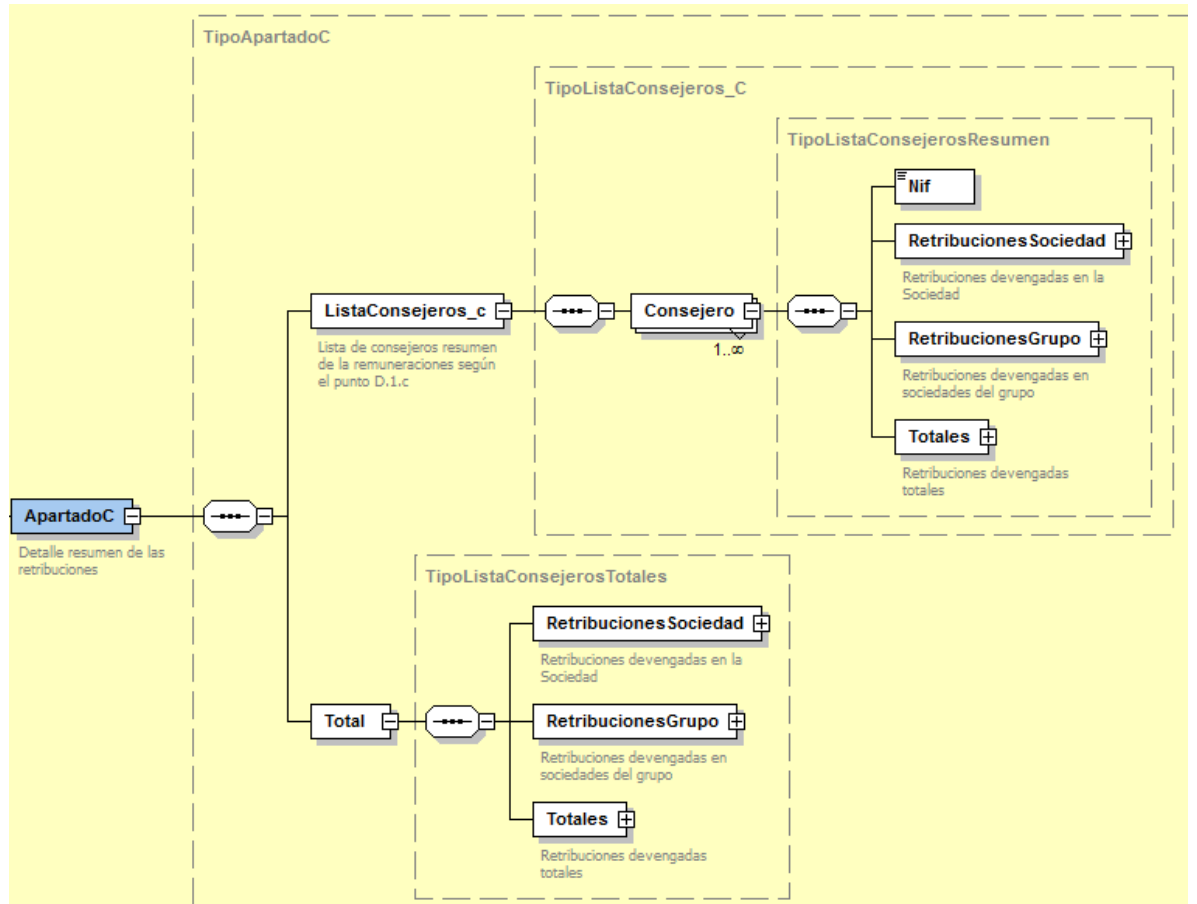 TipoApartadoC
TipoListaConsejeros_C
TipoListaConsejerosResumen
Nif
RetribucionesSociedad
Retribuciones devengadas en la
Sociedad
ListaConsejeros_c
Lista de consejeros resumen
de la remuneraciones según
el punto D.1.c
Consejero
1..∞
RetribucionesGrupo
Retribuciones devengadas en
sociedades del grupo
Totales
Retribuciones devengadas
totales
ApartadoC
Detalle resumen de las
retribuciones
TipoListaConsejerosTotales
RetribucionesSociedad
Retribuciones devengadas en la
Sociedad
Total
RetribucionesGrupo
Retribuciones devengadas en
sociedades del grupo
Totales
Retribuciones devengadas
totales